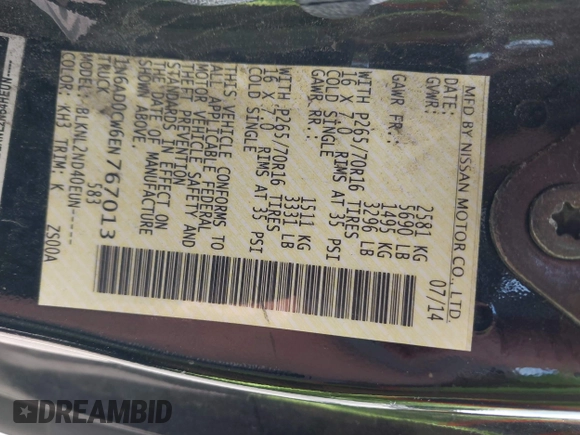 MFD BY NISSAN MOTOR CO., LTD.
07/14
GVWR: 2581 KG
5690 LB
GAWR FR: 1495 KG
3296 LB
WITH P265/70R16 TIRES
16 X 7.0 RIMS AT 35 PSI
COLD SINGLE
GAWR RR: 1511 KG
3331 LB
WITH P265/70R16 TIRES
16 X 7.0 RIMS AT 35 PSI
COLD SINGLE
THIS VEHICLE CONFORMS TO
ALL APPLICABLE FEDERAL
MOTOR VEHICLE SAFETY AND
THEFT PREVENTION
STANDARDS IN EFFECT ON
THE DATE OF MANUFACTURE
SHOWN ABOVE.
1N6AD0CW6EN767013
TRUCK 583
MODEL: BLKNL2ND4QEUN-----
COLOR: KH3 TRIM: K ZS00A
DREAMBID